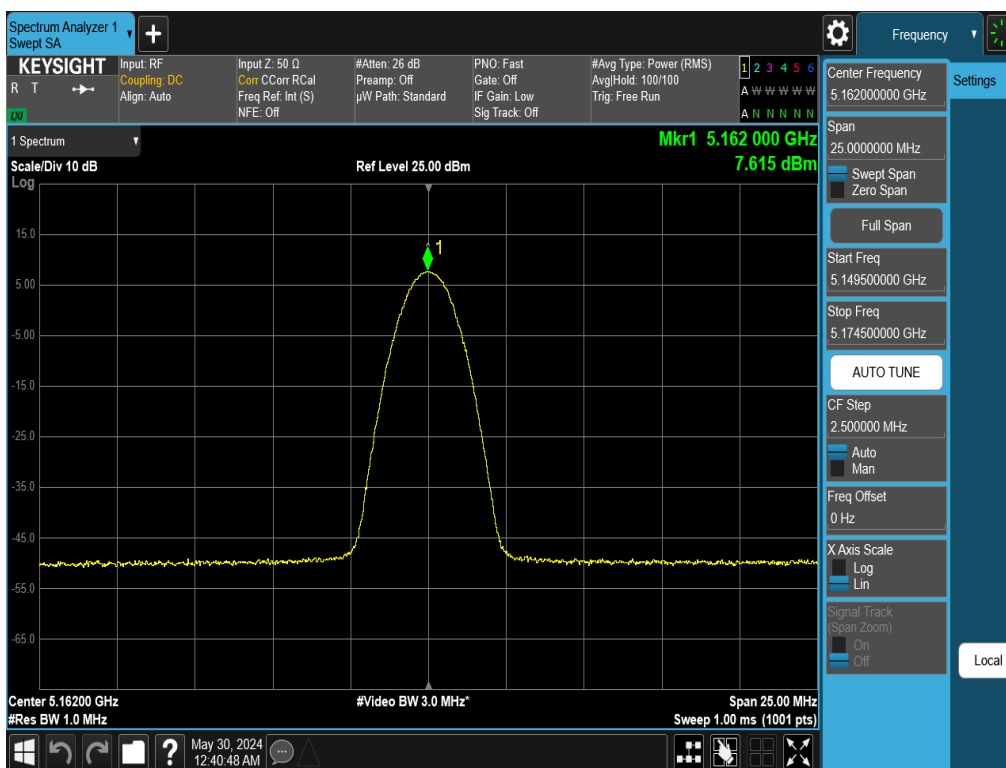 Spectrum Analyzer 1
Swept SA
+
Frequency
KEYSIGHT
R T
LXI
Input: RF
Coupling: DC
Align: Auto
Input Z: 50 Ω
Corr CCorr RCal
Freq Ref: Int (S)
NFE: Off
#Atten: 26 dB
Preamp: Off
µW Path: Standard
PNO: Fast
Gate: Off
IF Gain: Low
Sig Track: Off
#Avg Type: Power (RMS)
Avg|Hold: 100/100
Trig: Free Run
1 2 3 4 5 6
A W W W W W
A N N N N N
1 Spectrum
Scale/Div 10 dB
Log
Ref Level 25.00 dBm
Mkr1 5.162 000 GHz
7.615 dBm
1
15.0
5.00
-5.00
-15.0
-25.0
-35.0
-45.0
-55.0
-65.0
Center 5.16200 GHz
#Res BW 1.0 MHz
#Video BW 3.0 MHz*
Span 25.00 MHz
Sweep 1.00 ms (1001 pts)
Center Frequency
5.162000000 GHz
Settings
Span
25.0000000 MHz
Swept Span
Zero Span
Full Span
Start Freq
5.149500000 GHz
Stop Freq
5.174500000 GHz
AUTO TUNE
CF Step
2.500000 MHz
Auto
Man
Freq Offset
0 Hz
X Axis Scale
Log
Lin
Signal Track
(Span Zoom)
On
Off
Local
?
May 30, 2024
12:40:48 AM